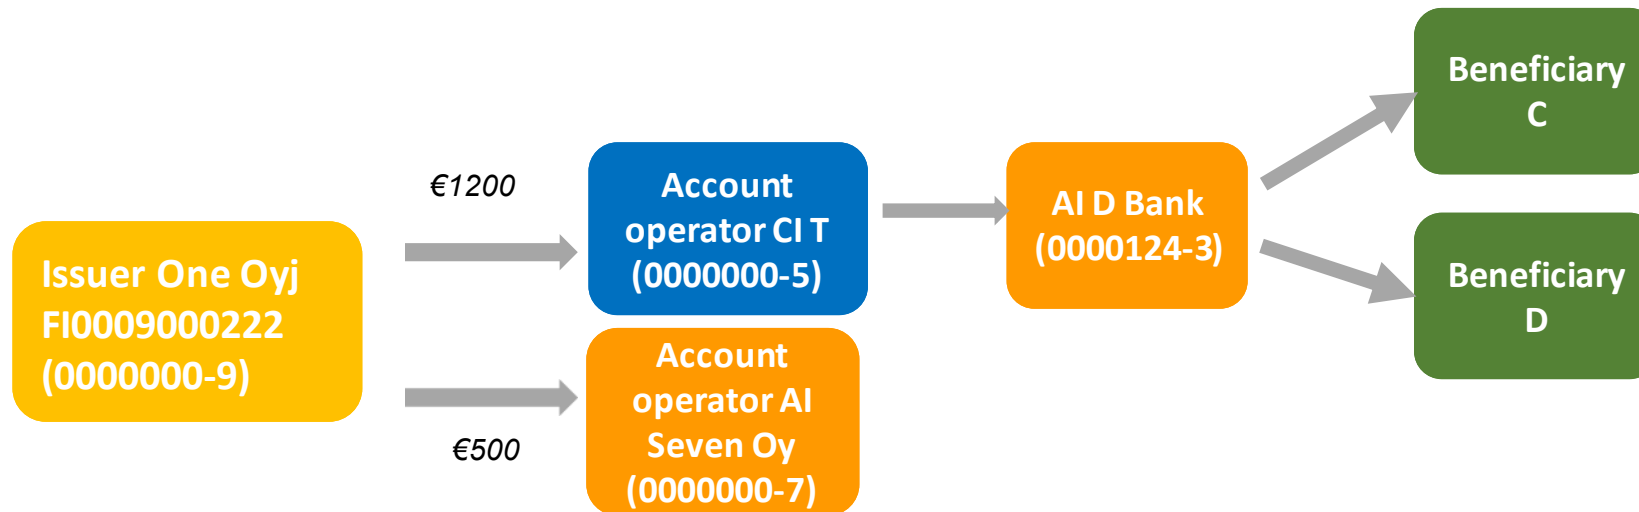 Issuer One Oyj
FI0009000222
(0000000-9)
€1200
€500
Account
operator CI T
(0000000-5)
Account
operator AI
Seven Oy
(0000000-7)
AI D Bank
(0000124-3)
Beneficiary
C
Beneficiary
D